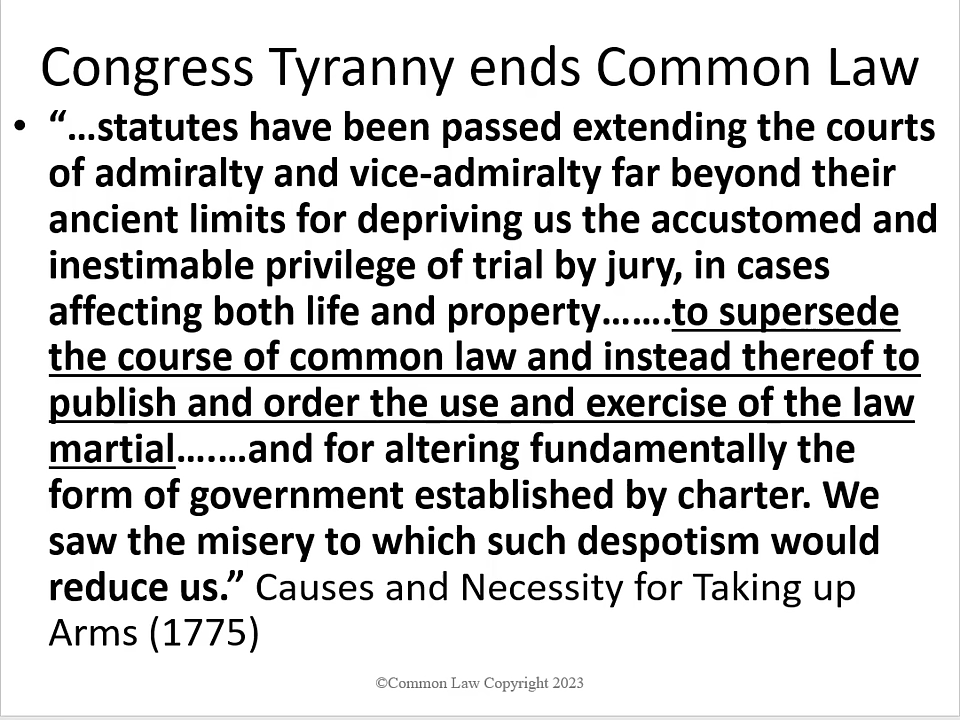 Congress Tyranny ends Common Law
• “…statutes have been passed extending the courts
of admiralty and vice-admiralty far beyond their
ancient limits for depriving us the accustomed and
inestimable privilege of trial by jury, in cases
affecting both life and property…….to supersede
the course of common law and instead thereof to
publish and order the use and exercise of the law
martial…….and for altering fundamentally the
form of government established by charter. We
saw the misery to which such despotism would
reduce us.” Causes and Necessity for Taking up
Arms (1775)
©Common Law Copyright 2023